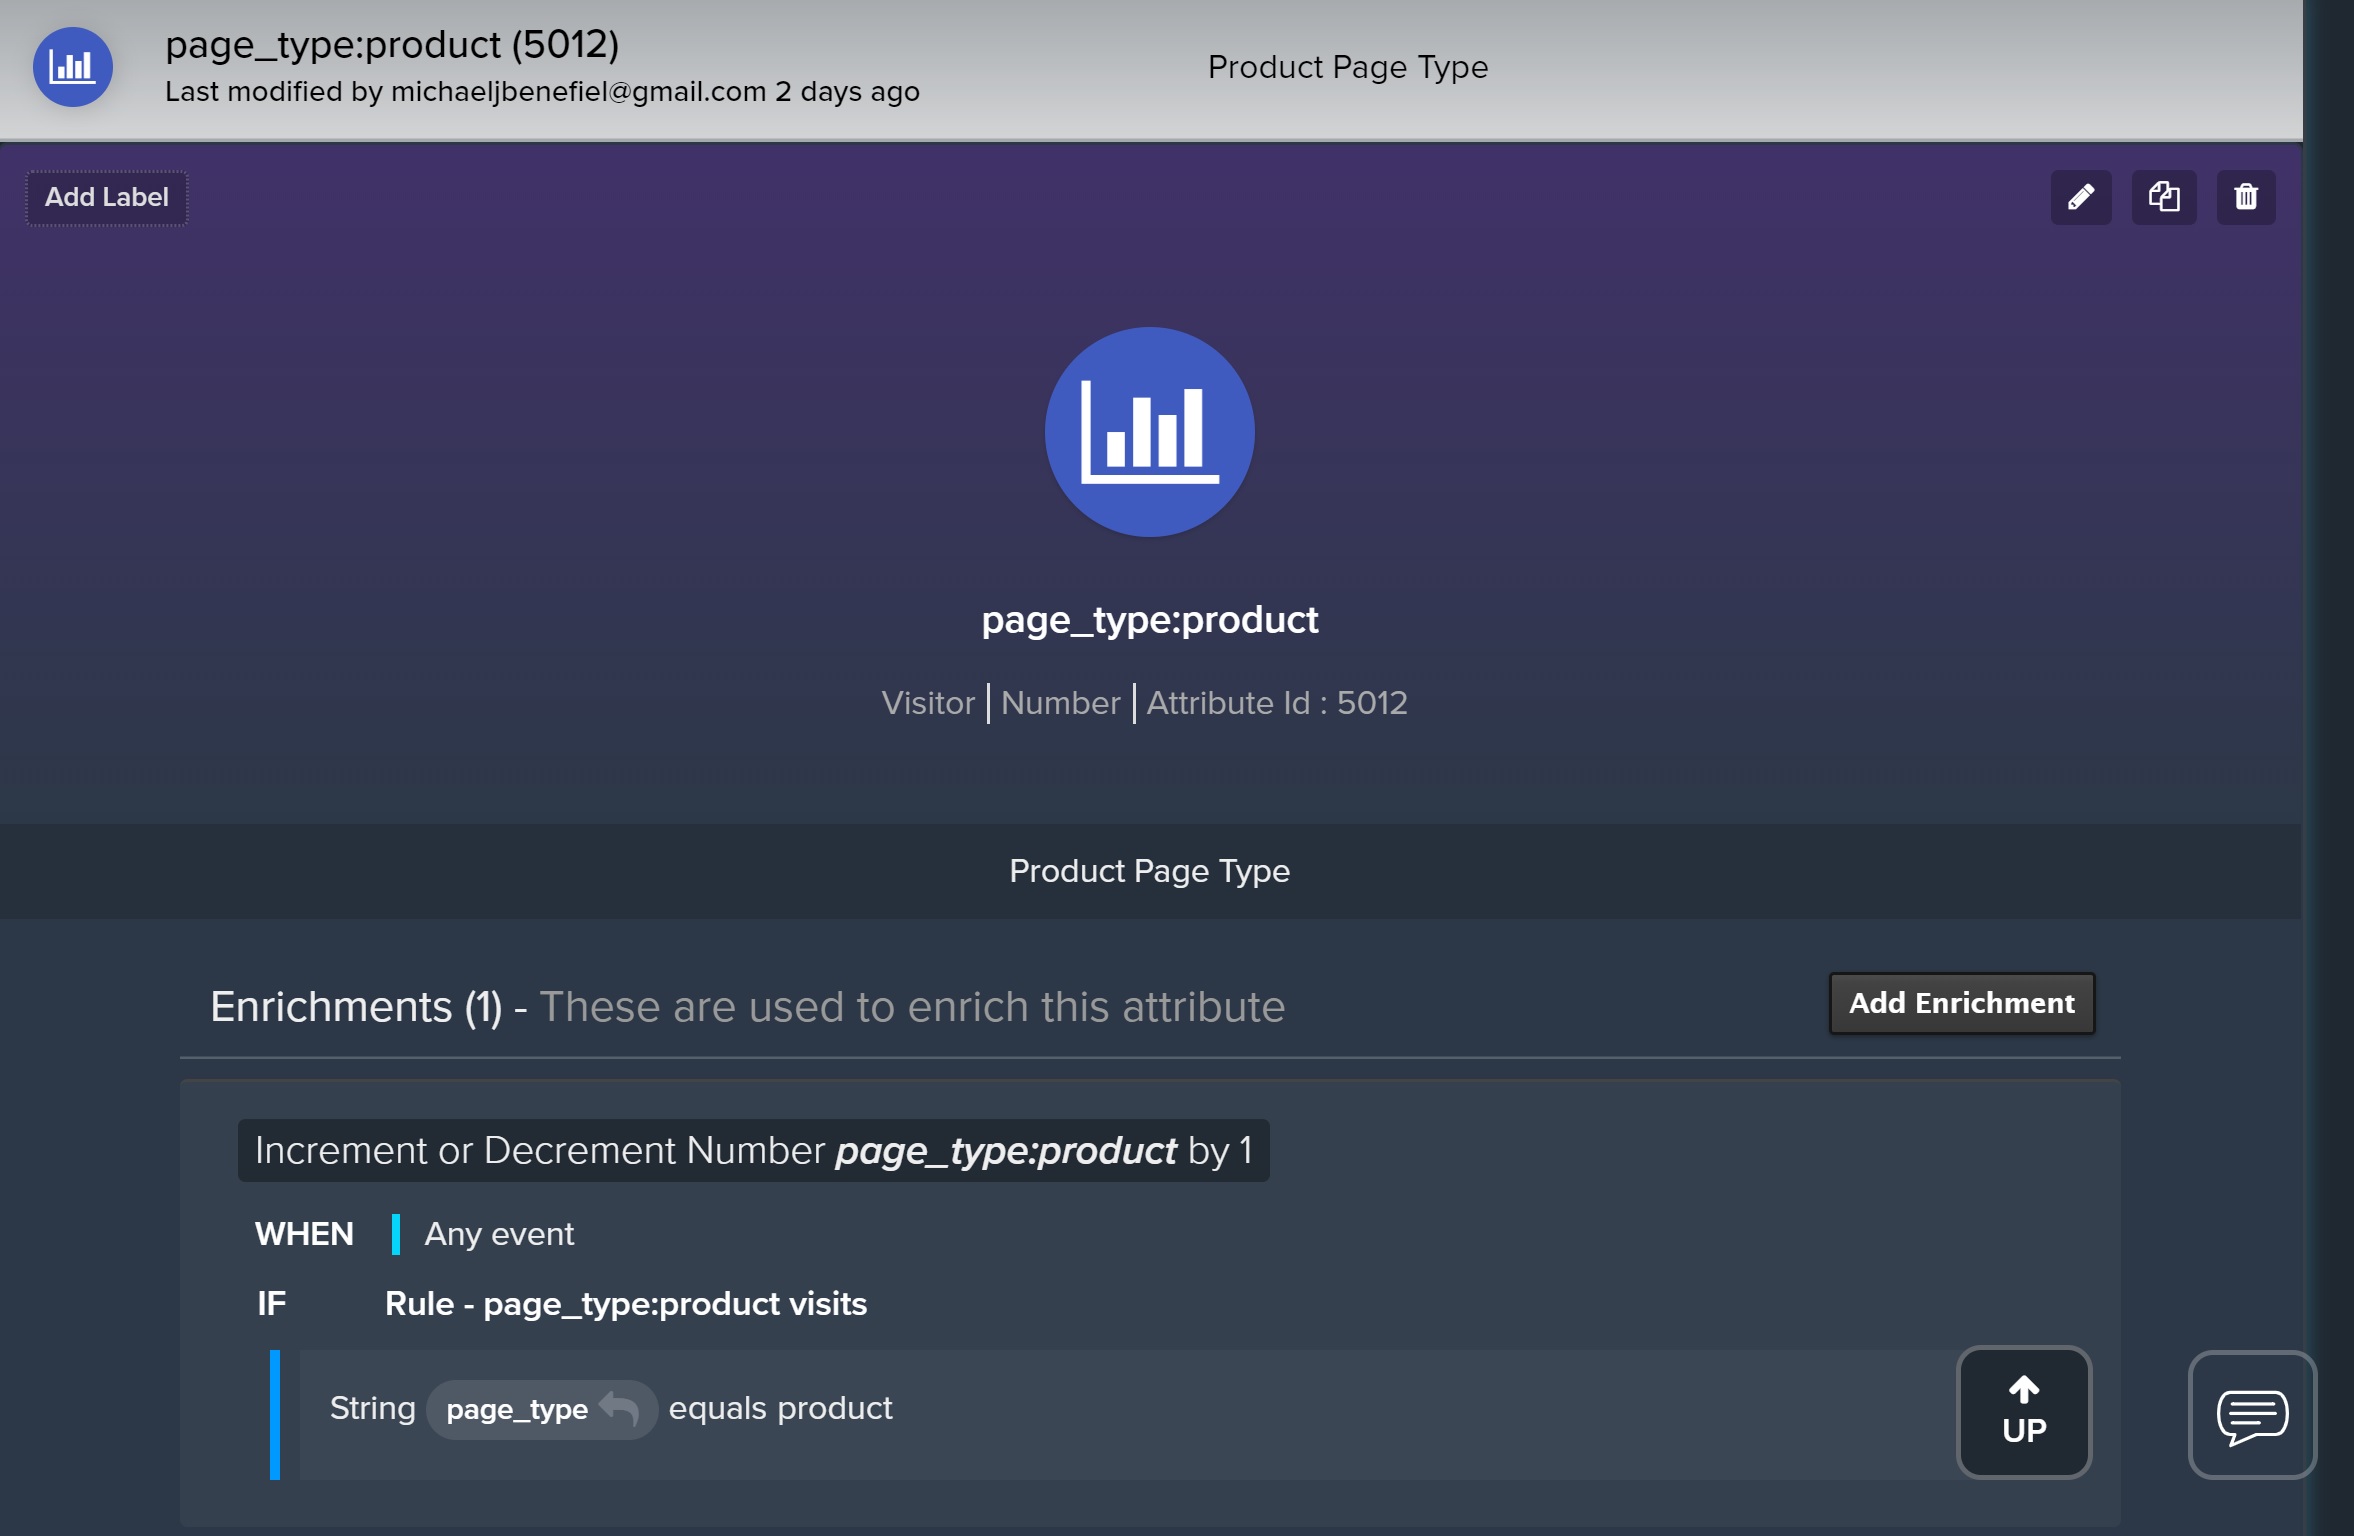 page_type:product (5012)
Last modified by michaeljbenefiel@gmail.com 2 days ago
Product Page Type
Add Label
page_type:product
Visitor | Number | Attribute Id : 5012
Product Page Type
Enrichments (1) - These are used to enrich this attribute
Add Enrichment
Increment or Decrement Number page_type:product by 1
WHEN Any event
IF Rule - page_type:product visits
String page_type equals product
UP